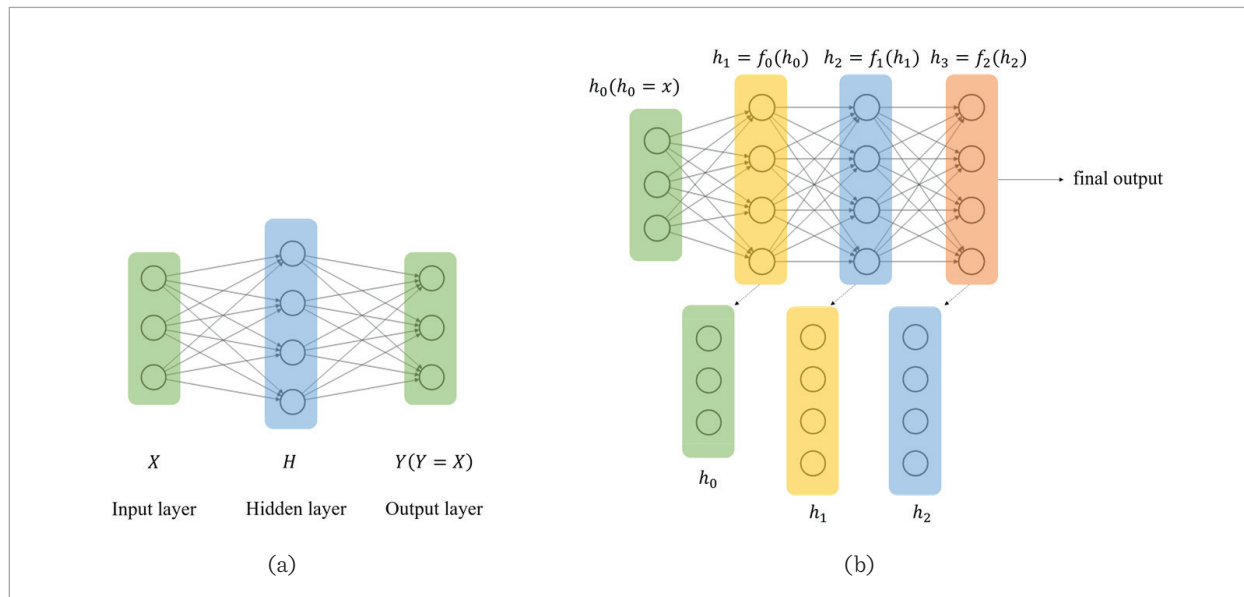 X
H
Y(Y = X)
Input layer
Hidden layer
Output layer
(a)
h₀(h₀ = x)
h₁ = f₀(h₀)
h₂ = f₁(h₁)
h₃ = f₂(h₂)
final output
h₀
h₁
h₂
(b)